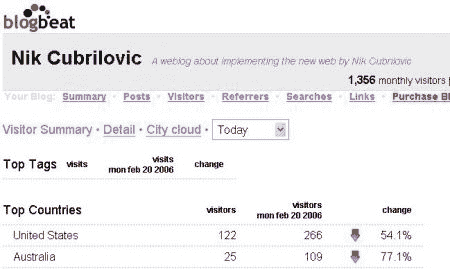 blogbeat
Nik Cubrilovic A weblog about implementing the new web by Nik Cubrilovic
1,356 monthly visitors
Your Blog: Summary • Posts • Visitors • Referrers • Searches • Links • Purchase Bl
Visitor Summary • Detail • City cloud • Today
Top Tags visits visits mon feb 20 2006 change
Top Countries visitors visitors mon feb 20 2006 change
United States 122 266 54.1%
Australia 25 109 77.1%